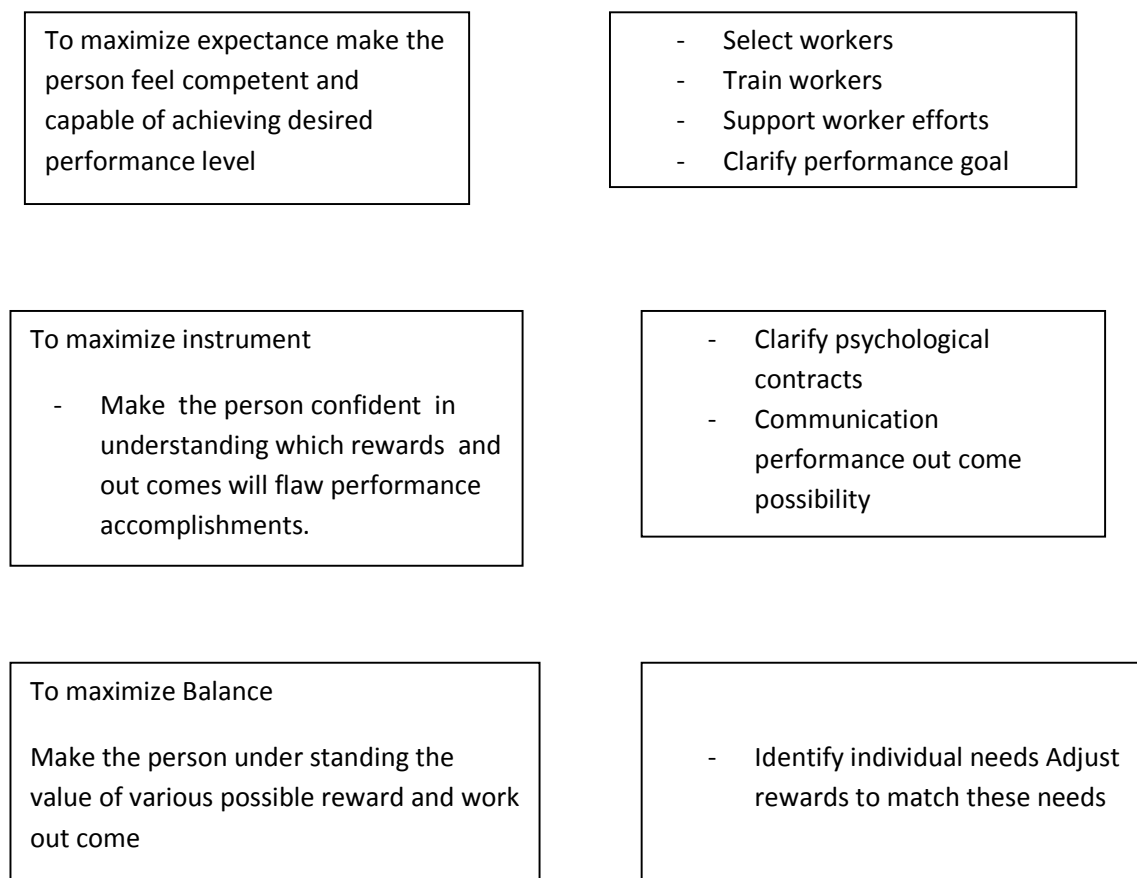 To maximize expectance make the
person feel competent and
capable of achieving desired
performance level
- Select workers
- Train workers
- Support worker efforts
- Clarify performance goal
To maximize instrument
- Make the person confident in
understanding which rewards and
out comes will flaw performance
accomplishments.
- Clarify psychological
contracts
- Communication
performance out come
possibility
To maximize Balance
Make the person under standing the
value of various possible reward and work
out come
- Identify individual needs Adjust
rewards to match these needs